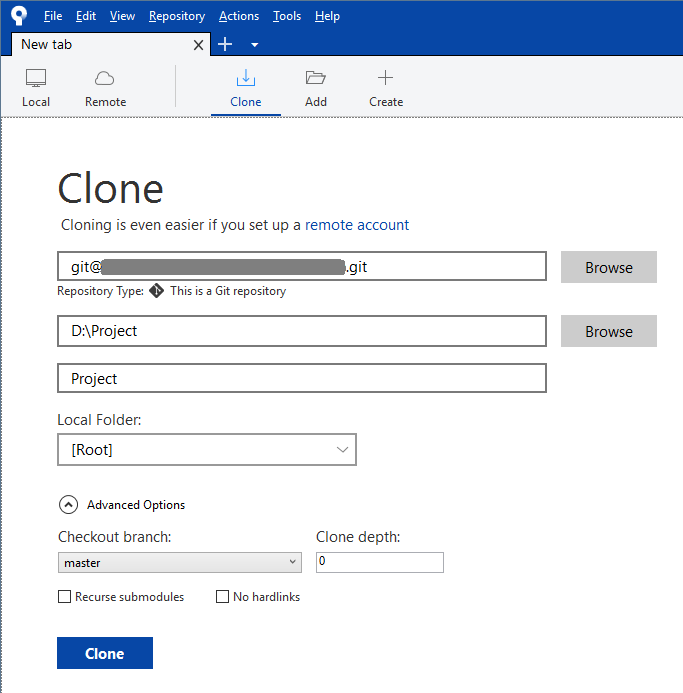 File Edit View Repository Actions Tools Help
New tab
Local Remote Clone Add Create
Clone
Cloning is even easier if you set up a remote account
git@ .git Browse
Repository Type: This is a Git repository
D:\Project Browse
Project
Local Folder:
[Root]
Advanced Options
Checkout branch: Clone depth:
master 0
Recurse submodules No hardlinks
Clone